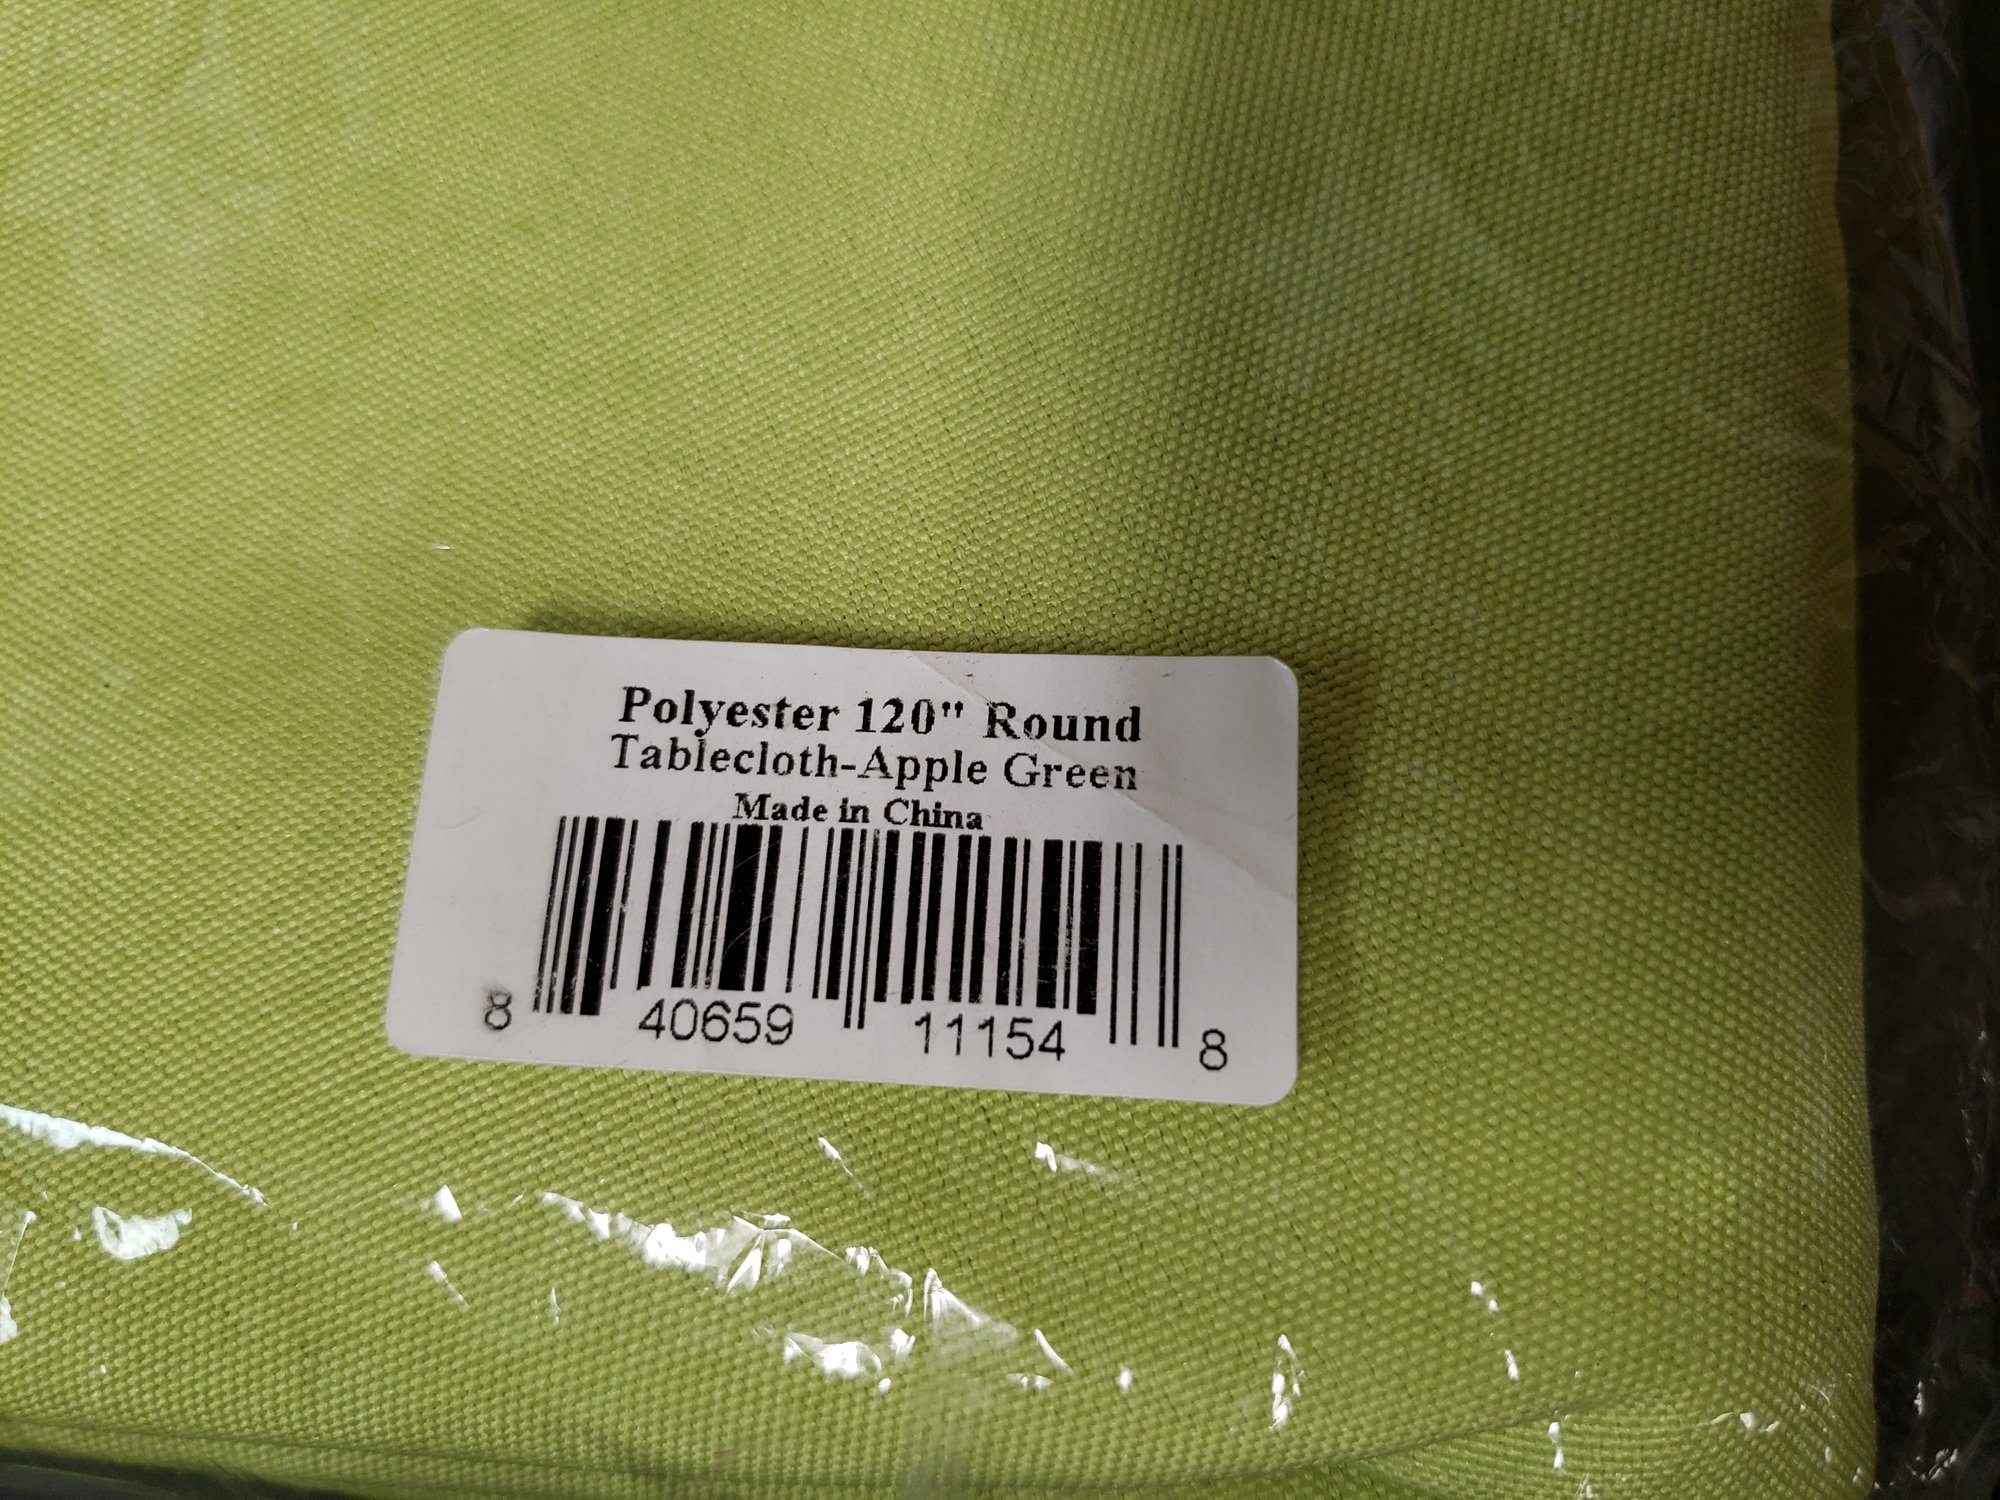 Polyester 120" Round
Tablecloth-Apple Green
Made in China
8 40659 11154 8